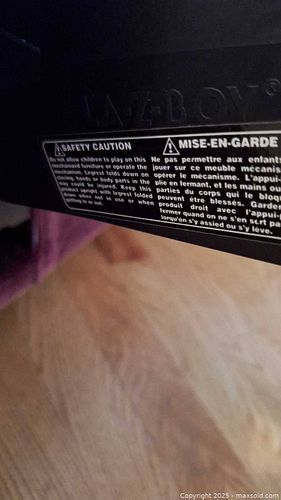 LA-Z-BOY®
SAFETY CAUTION
Do not allow children to play on this
mechanized furniture or operate the
mechanism. Legrest folds down on
closing, hands or body parts in the
way could be injured. Keep this
product upright with legrest folded
down when not in use or when
getting in or out.
MISE-EN-GARDE
Ne pas permettre aux enfants
jouer sur ce meuble mécanis
opérer le mécanisme. L'appui-
plie en fermant, et les mains ou
parties du corps qui le bloq
peuvent être blessés. Garder
produit droit avec l'appui-
fermer quand on ne s'en sert pa
lorsqu'on s'y assied ou s'y lève.
Copyright 2025 - maxsold.com